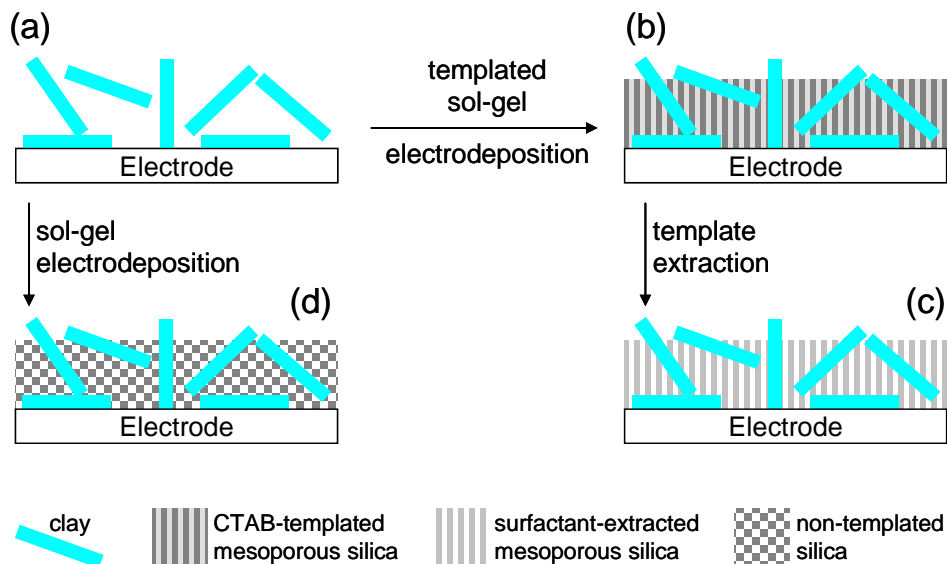 (a)
templated
sol-gel
electrodeposition
(b)
Electrode
Electrode
sol-gel
electrodeposition
template
extraction
(d)
(c)
Electrode
Electrode
clay
CTAB-templated
mesoporous silica
surfactant-extracted
mesoporous silica
non-templated
silica